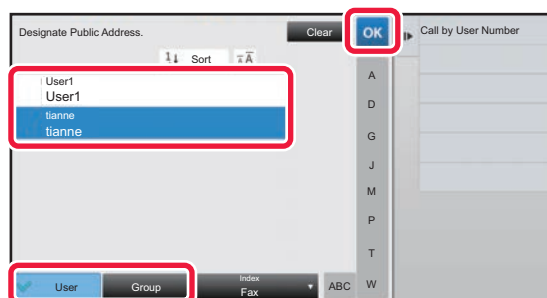 Designate Public Address.
Clear
OK
Call by User Number
Sort
User1
User1
tianne
tianne
A
D
G
J
M
P
T
W
User
Group
Index
Fax
ABC